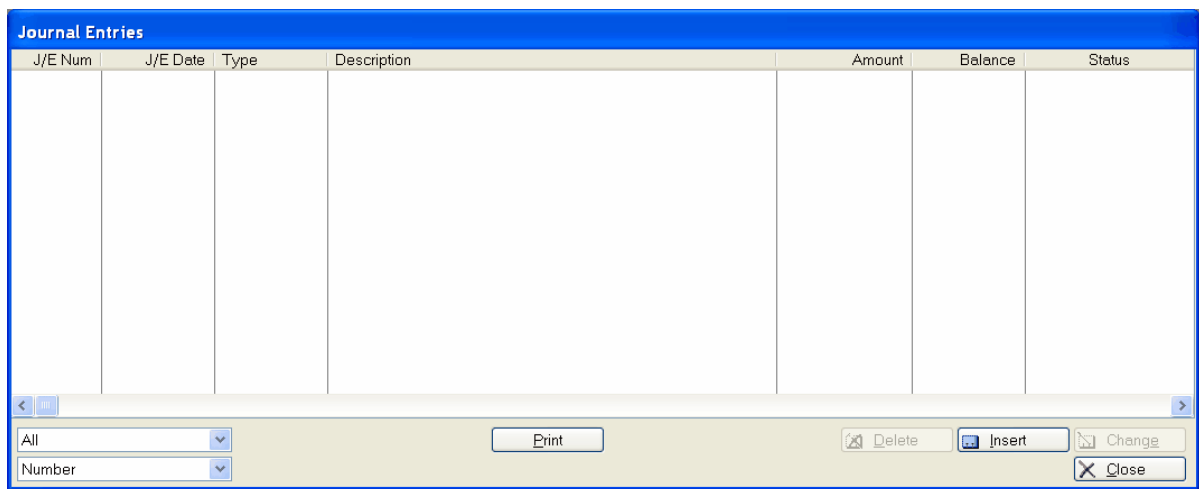 Journal Entries
J/E Num J/E Date Type Description Amount Balance Status
All Print Delete Insert Change
Number Close